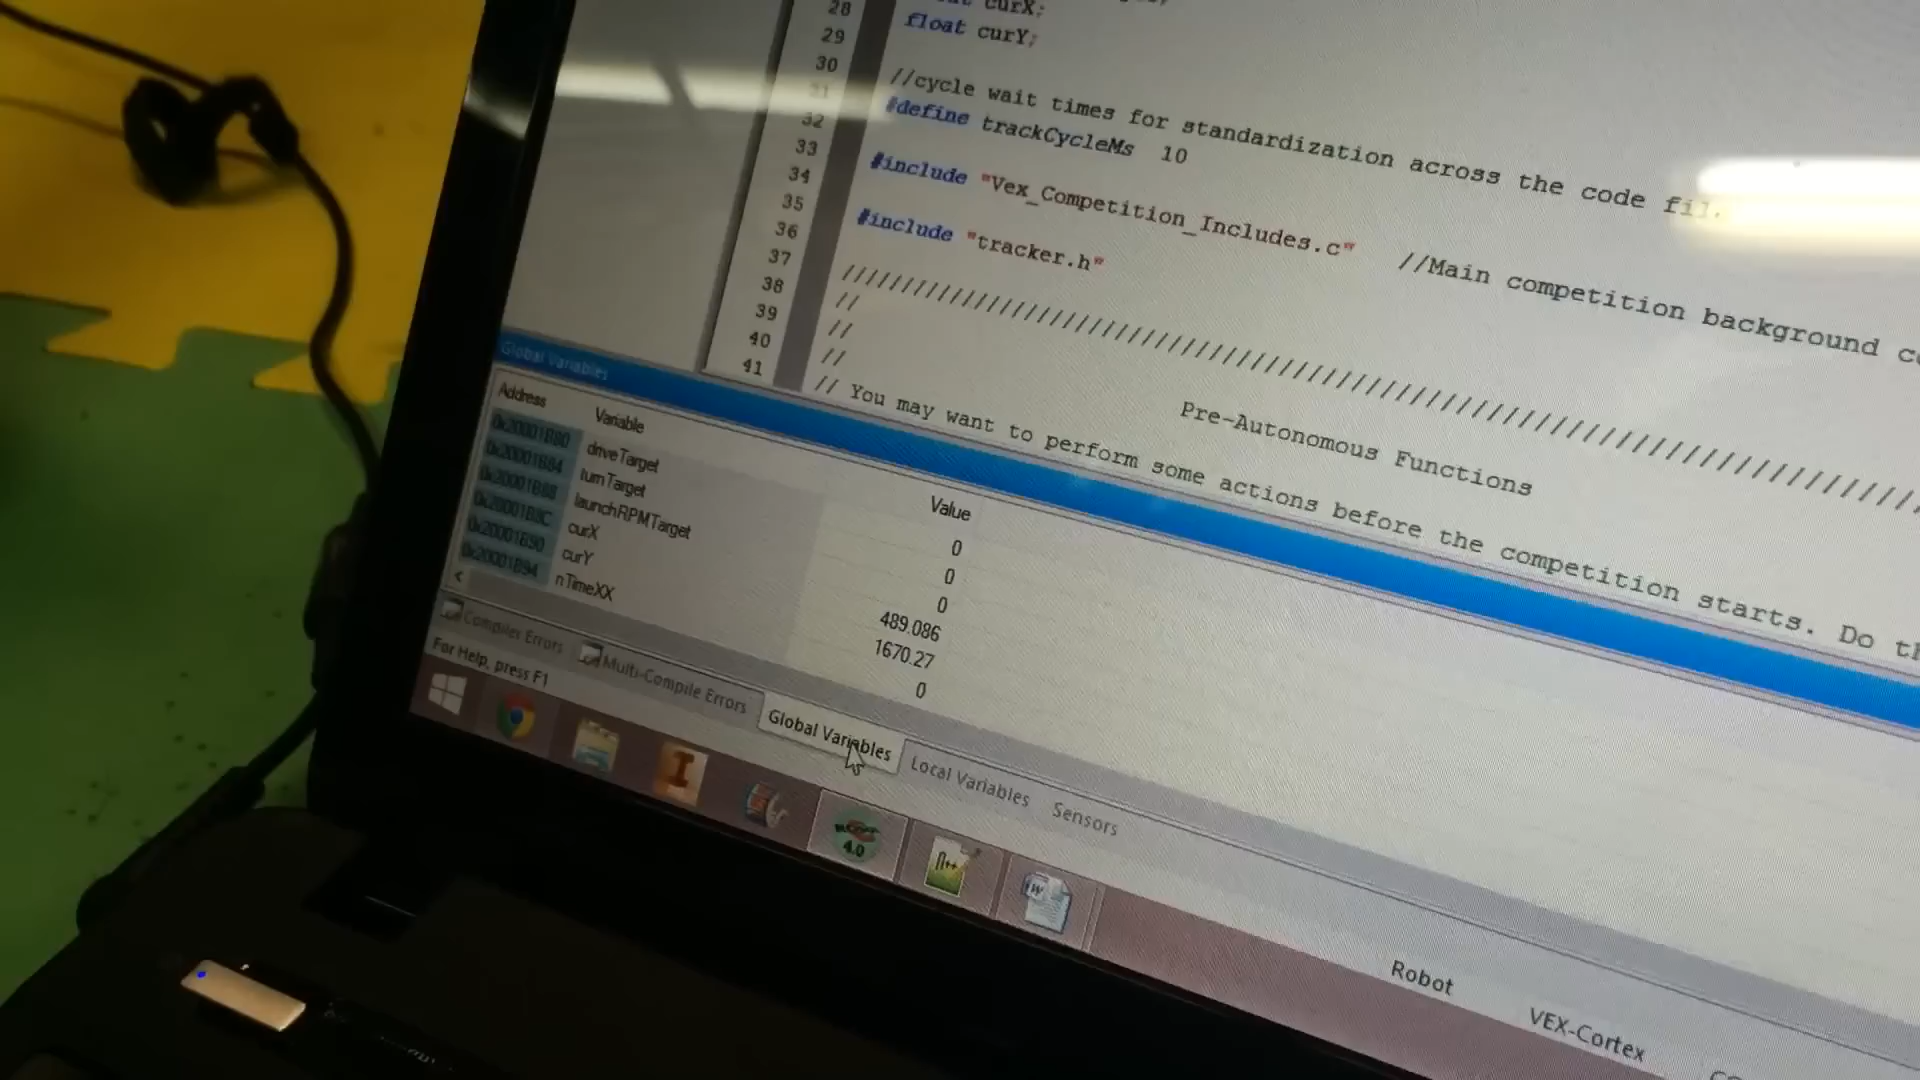 28 curX;
29 float curY;
30
31 //cycle wait times for standardization across the code
32 #define trackCycleMs 10
33
34 #include "Vex_Competition_Includes.c" //Main competition background
35
36 #include "tracker.h"
37
38 //////////////////////////////////////////////////////////////////////
39 //
40 // Pre-Autonomous Functions
41 //
// You may want to perform some actions before the competition starts. Do
Global Variables
Address Variable Value
0x20001B80 driveTarget 0
0x20001B84 turnTarget 0
0x20001B88 launchRPMTarget 0
0x20001B8C curX 489.086
0x20001B90 curY 1670.27
0x20001B94 nTimeXX 0
<
Compiler Errors Multi-Compile Errors Global Variables Local Variables Sensors
For Help, press F1
Robot VEX-Cortex
4.0